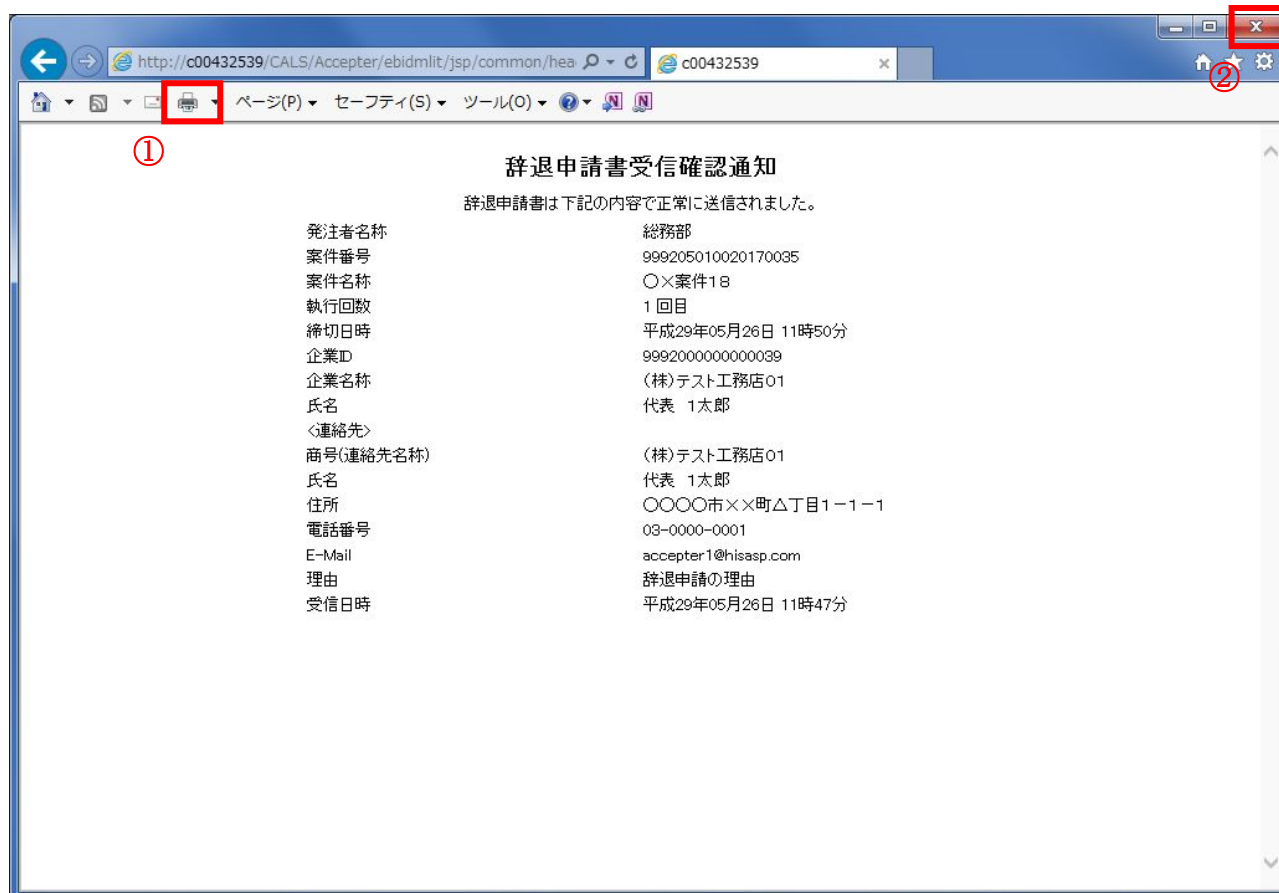 http://c00432539/CALS/Accepter/ebidmlit/jsp/common/hea
c00432539
②
ページ(P) セーフティ(S) ツール(O)
①
辞退申請書受信確認通知
辞退申請書は下記の内容で正常に送信されました。
発注者名称 総務部
案件番号 999205010020170035
案件名称 〇×案件18
執行回数 1回目
締切日時 平成29年05月26日 11時50分
企業ID 9992000000000039
企業名称 (株)テスト工務店01
氏名 代表 1太郎
<連絡先>
商号(連絡先名称) (株)テスト工務店01
氏名 代表 1太郎
住所 〇〇〇〇市××町△丁目1-1-1
電話番号 03-0000-0001
E-Mail accepter1@hisasp.com
理由 辞退申請の理由
受信日時 平成29年05月26日 11時47分